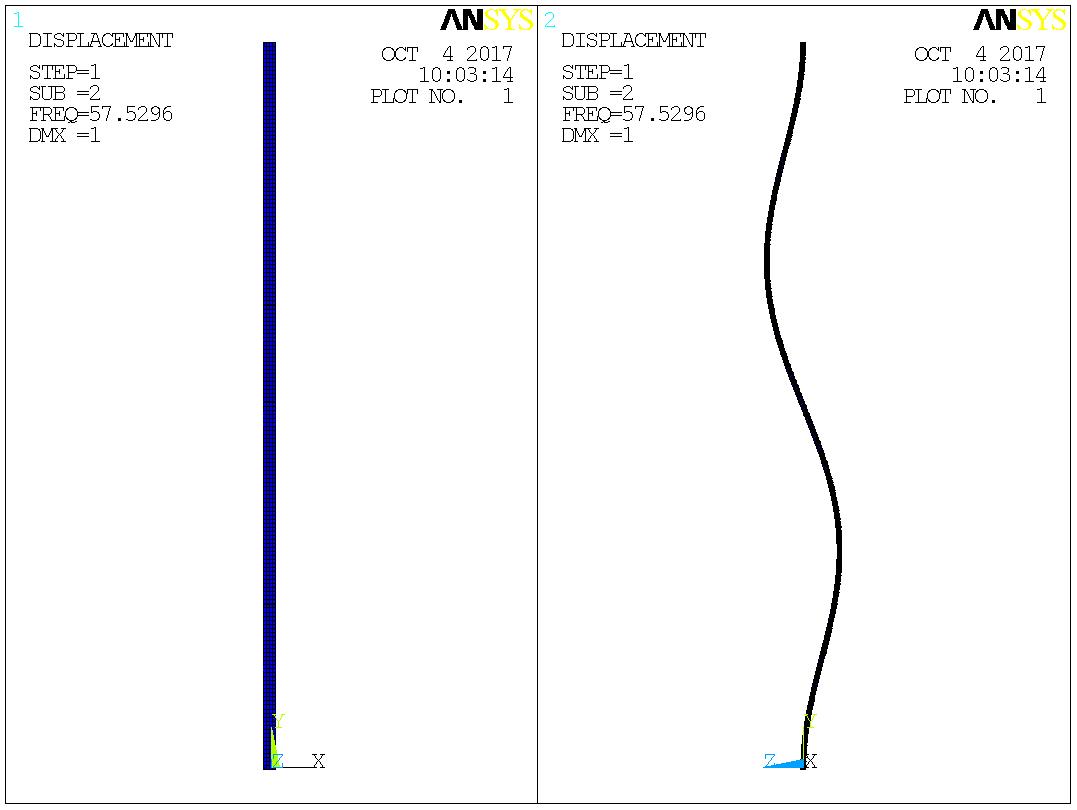 1
ANSYS
DISPLACEMENT
STEP=1
SUB =2
FREQ=57.5296
DMX =1
OCT 4 2017
10:03:14
PLOT NO. 1
Y
Z X
2
ANSYS
DISPLACEMENT
STEP=1
SUB =2
FREQ=57.5296
DMX =1
OCT 4 2017
10:03:14
PLOT NO. 1
Y
Z X